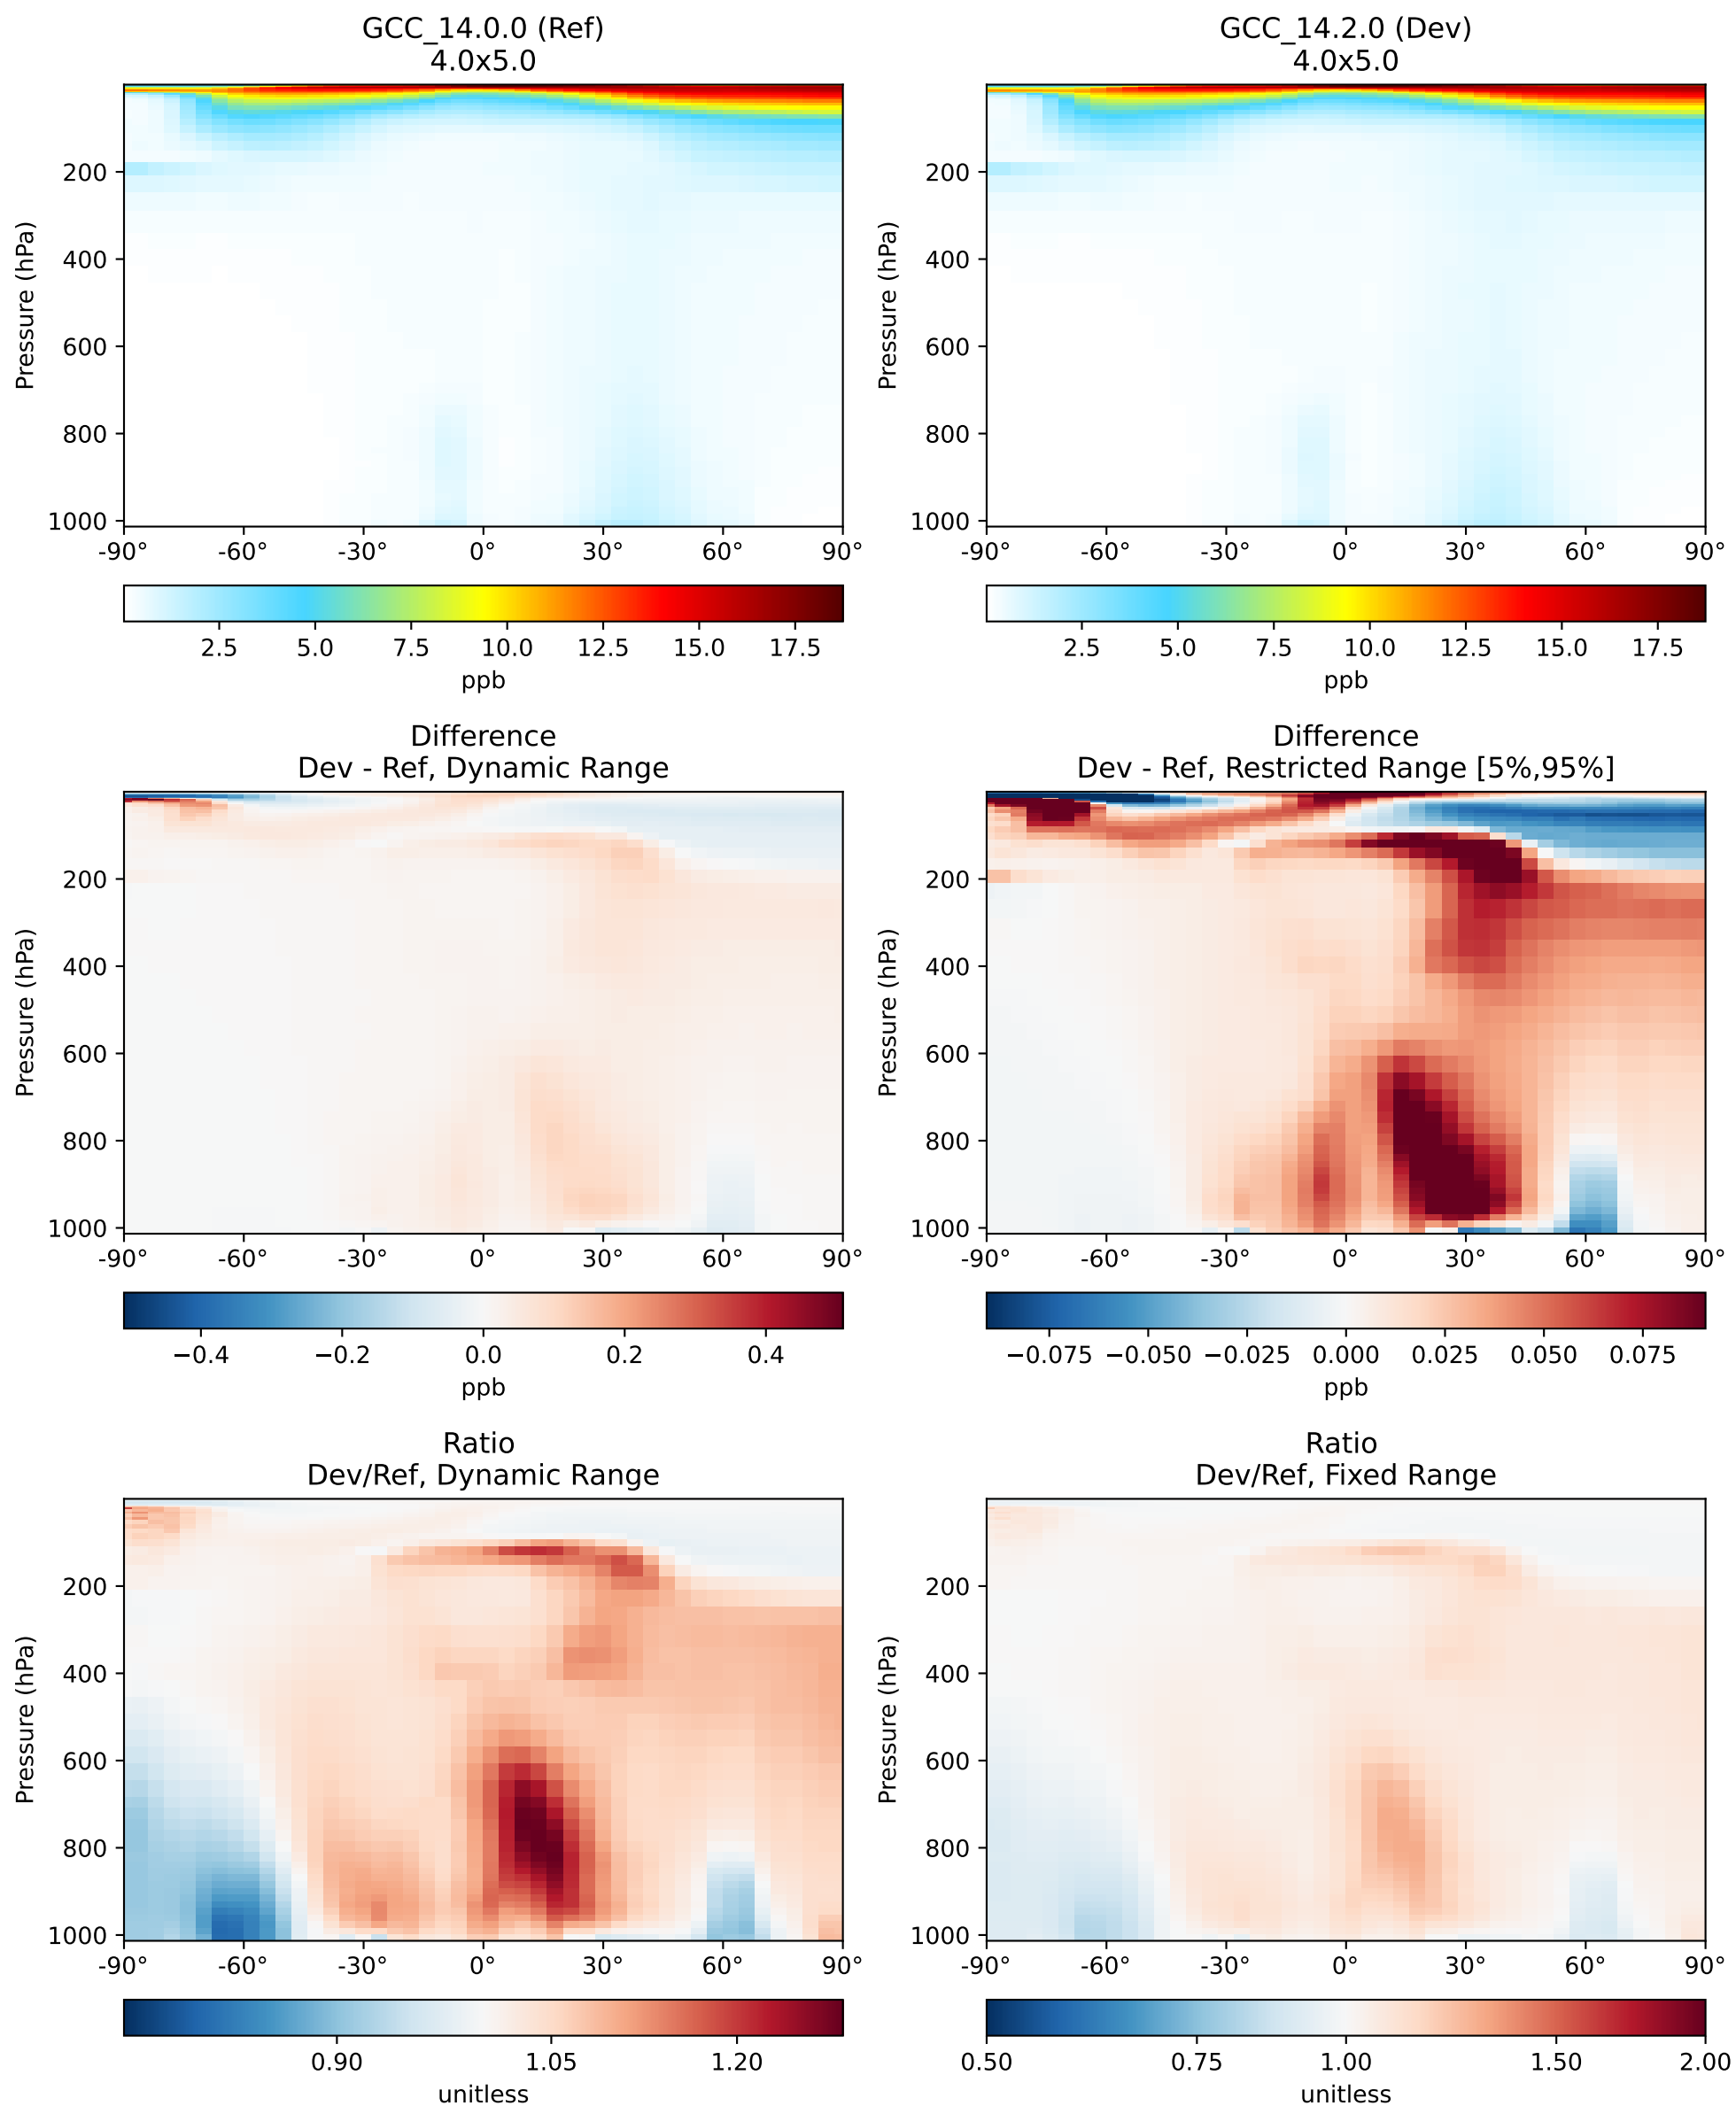 GCC_14.0.0 (Ref)
4.0x5.0
GCC_14.2.0 (Dev)
4.0x5.0
Pressure (hPa)
200
400
600
800
1000
-90° -60° -30° 0° 30° 60° 90°
2.5 5.0 7.5 10.0 12.5 15.0 17.5
ppb
Pressure (hPa)
200
400
600
800
1000
-90° -60° -30° 0° 30° 60° 90°
2.5 5.0 7.5 10.0 12.5 15.0 17.5
ppb
Difference
Dev - Ref, Dynamic Range
Pressure (hPa)
200
400
600
800
1000
-90° -60° -30° 0° 30° 60° 90°
−0.4 −0.2 0.0 0.2 0.4
ppb
Difference
Dev - Ref, Restricted Range [5%,95%]
Pressure (hPa)
200
400
600
800
1000
-90° -60° -30° 0° 30° 60° 90°
−0.075 −0.050 −0.025 0.000 0.025 0.050 0.075
ppb
Ratio
Dev/Ref, Dynamic Range
Pressure (hPa)
200
400
600
800
1000
-90° -60° -30° 0° 30° 60° 90°
0.90 1.05 1.20
unitless
Ratio
Dev/Ref, Fixed Range
Pressure (hPa)
200
400
600
800
1000
-90° -60° -30° 0° 30° 60° 90°
0.50 0.75 1.00 1.50 2.00
unitless